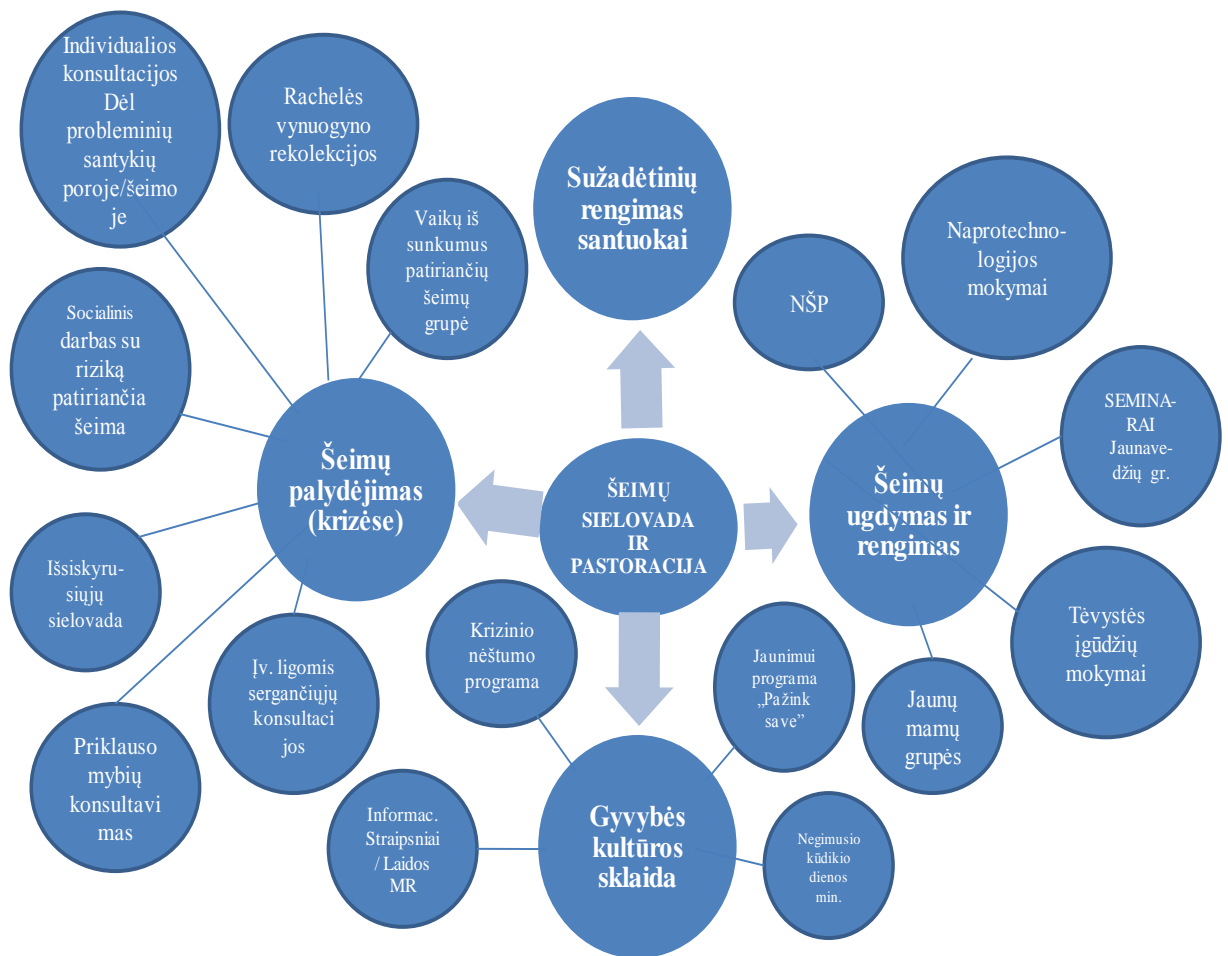 Individualios
konsultacijos
Dėl
probleminių
santykių
poroje/šeimo
je
Rachelės
vynuogyno
rekolekcijos
Vaikų iš
sunkumus
patiriančių
šeimų
grupė
Socialinis
darbas su
riziką
patiriančia
šeima
Šeimų
palydėjimas
(krizėse)
Išsiskyru-
siųjų
sielovada
Priklauso
mybių
konsultavi
mas
Įv. ligomis
sergančiųjų
konsultaci
jos
Sužadėtinių
rengimas
santuokai
ŠEIMŲ
SIELOVADA
IR
PASTORACIJA
NŠP
Naprotechno-
logijos
mokymai
SEMINA-
RAI
Jaunave-
džių gr.
Šeimų
ugdymas ir
rengimas
Tėvystės
įgūdžių
mokymai
Jaunų
mamų
grupės
Krizinio
nėštumo
programa
Jaunimui
programa
„Pažink
save”
Gyvybės
kultūros
sklaida
Informac.
Straipsniai
/ Laidos
MR
Negimusio
kūdikio
dienos
min.